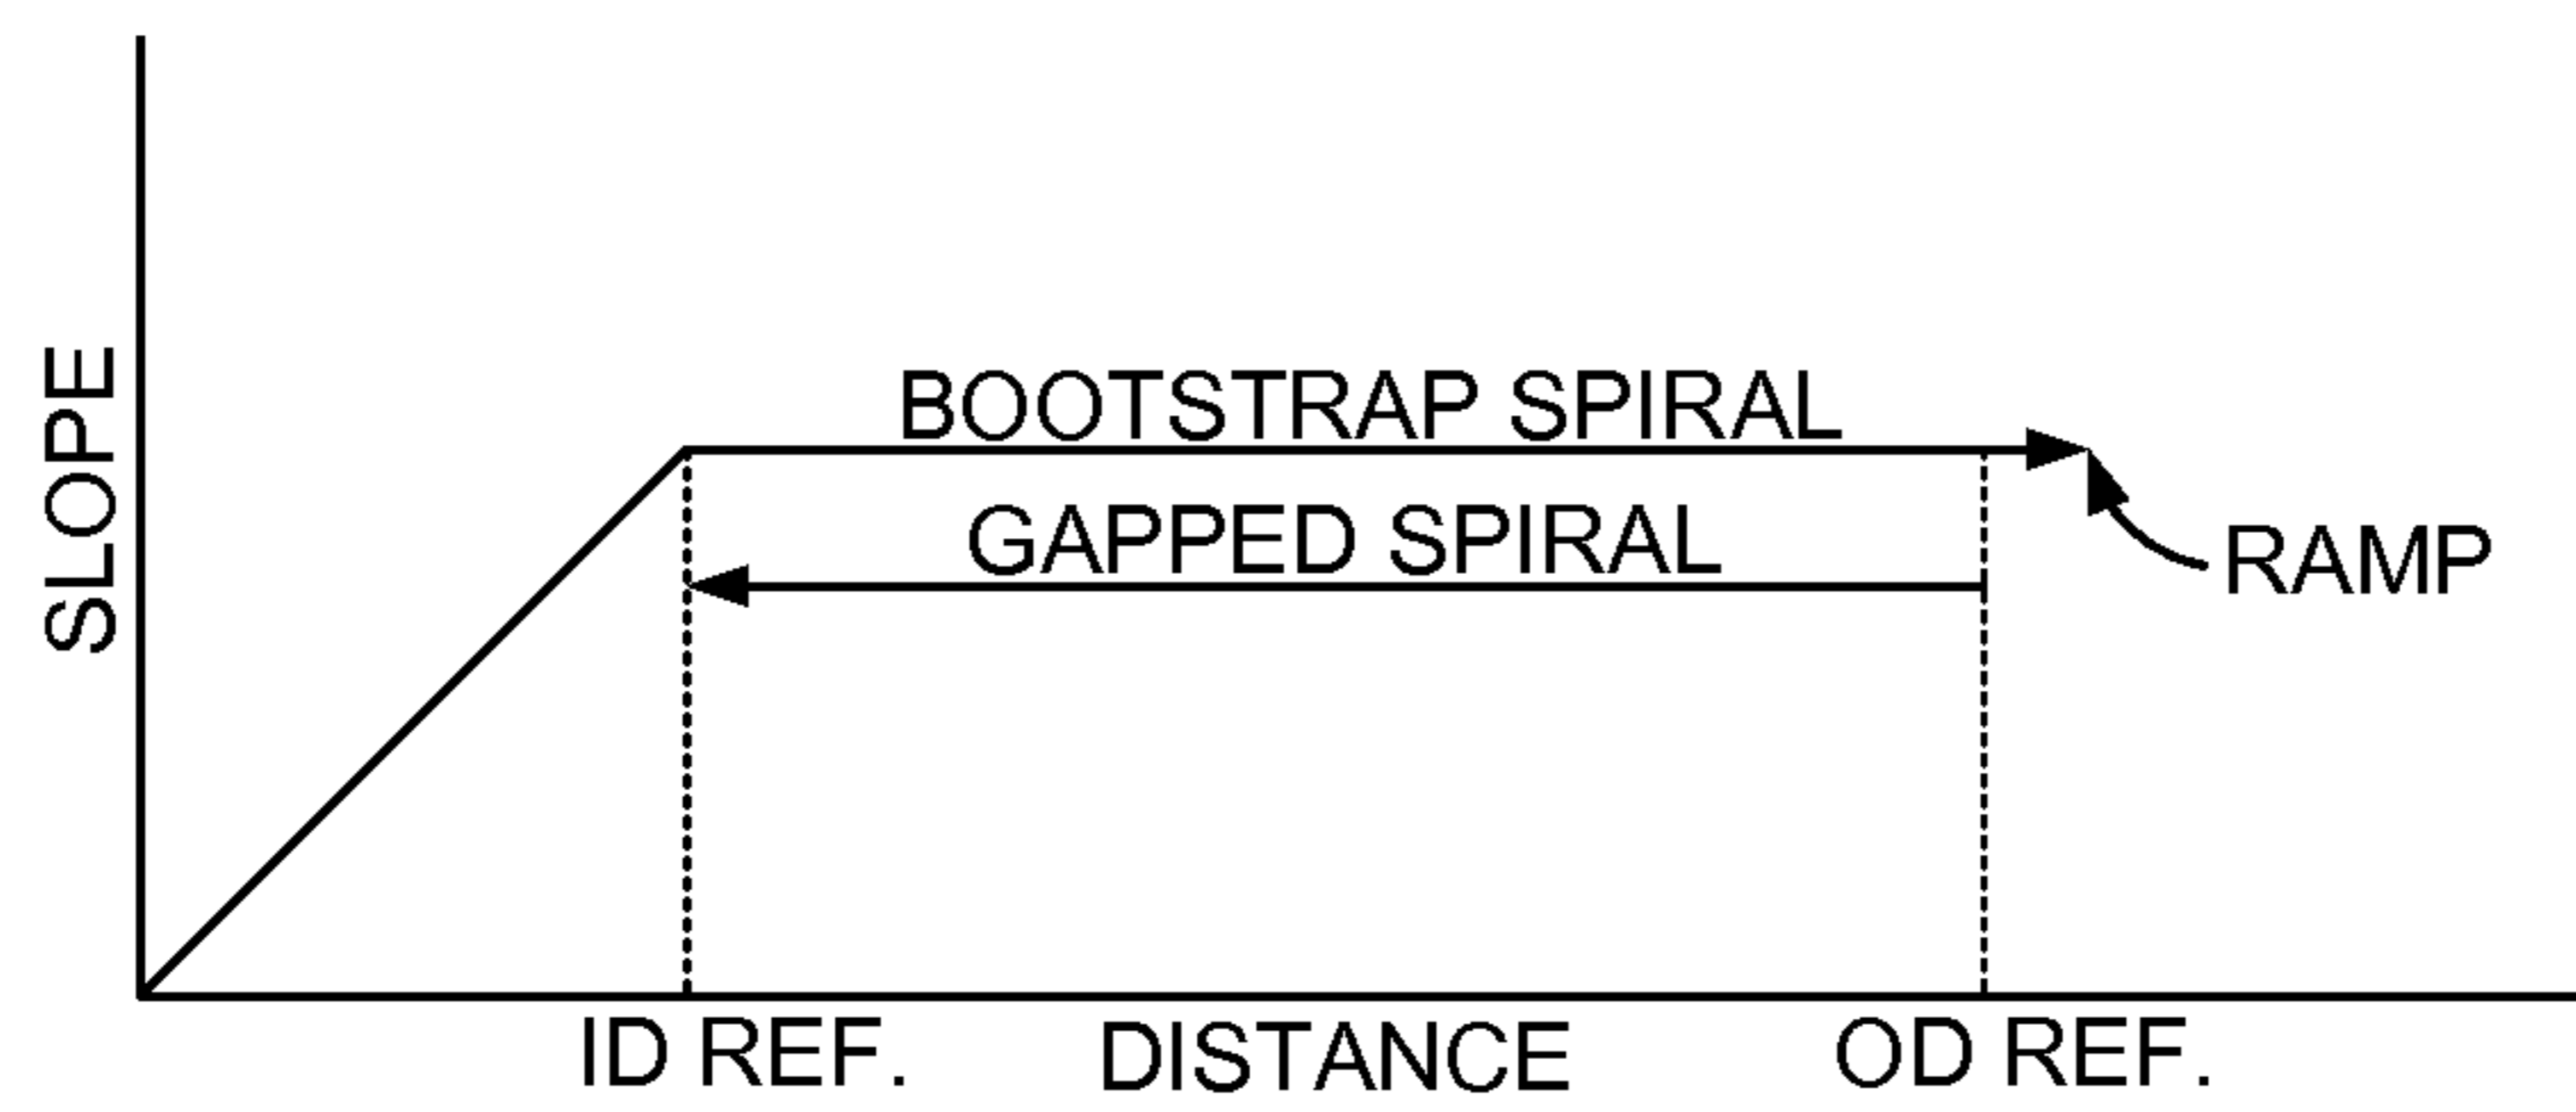 SLOPE
BOOTSTRAP SPIRAL
GAPPED SPIRAL
RAMP
ID REF.
DISTANCE
OD REF.